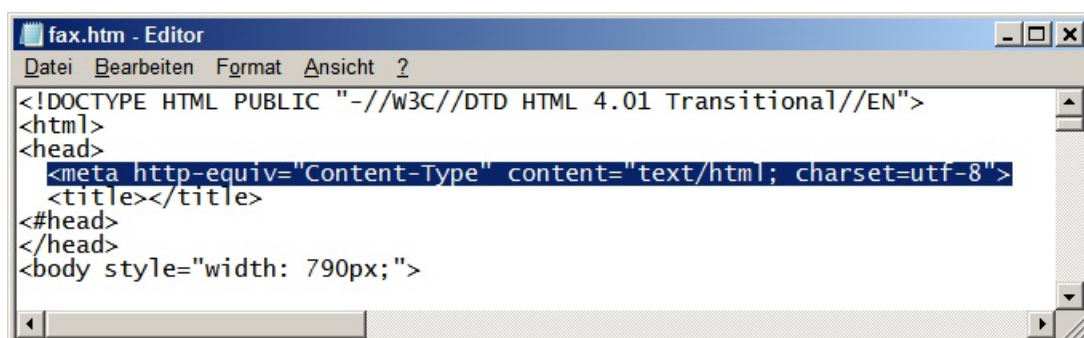 fax.htm - Editor
Datei Bearbeiten Format Ansicht ?
<!DOCTYPE HTML PUBLIC "-//W3C//DTD HTML 4.01 Transitional//EN">
<html>
<head>
<meta http-equiv="Content-Type" content="text/html; charset=utf-8">
<title></title>
<#head>
</head>
<body style="width: 790px;">